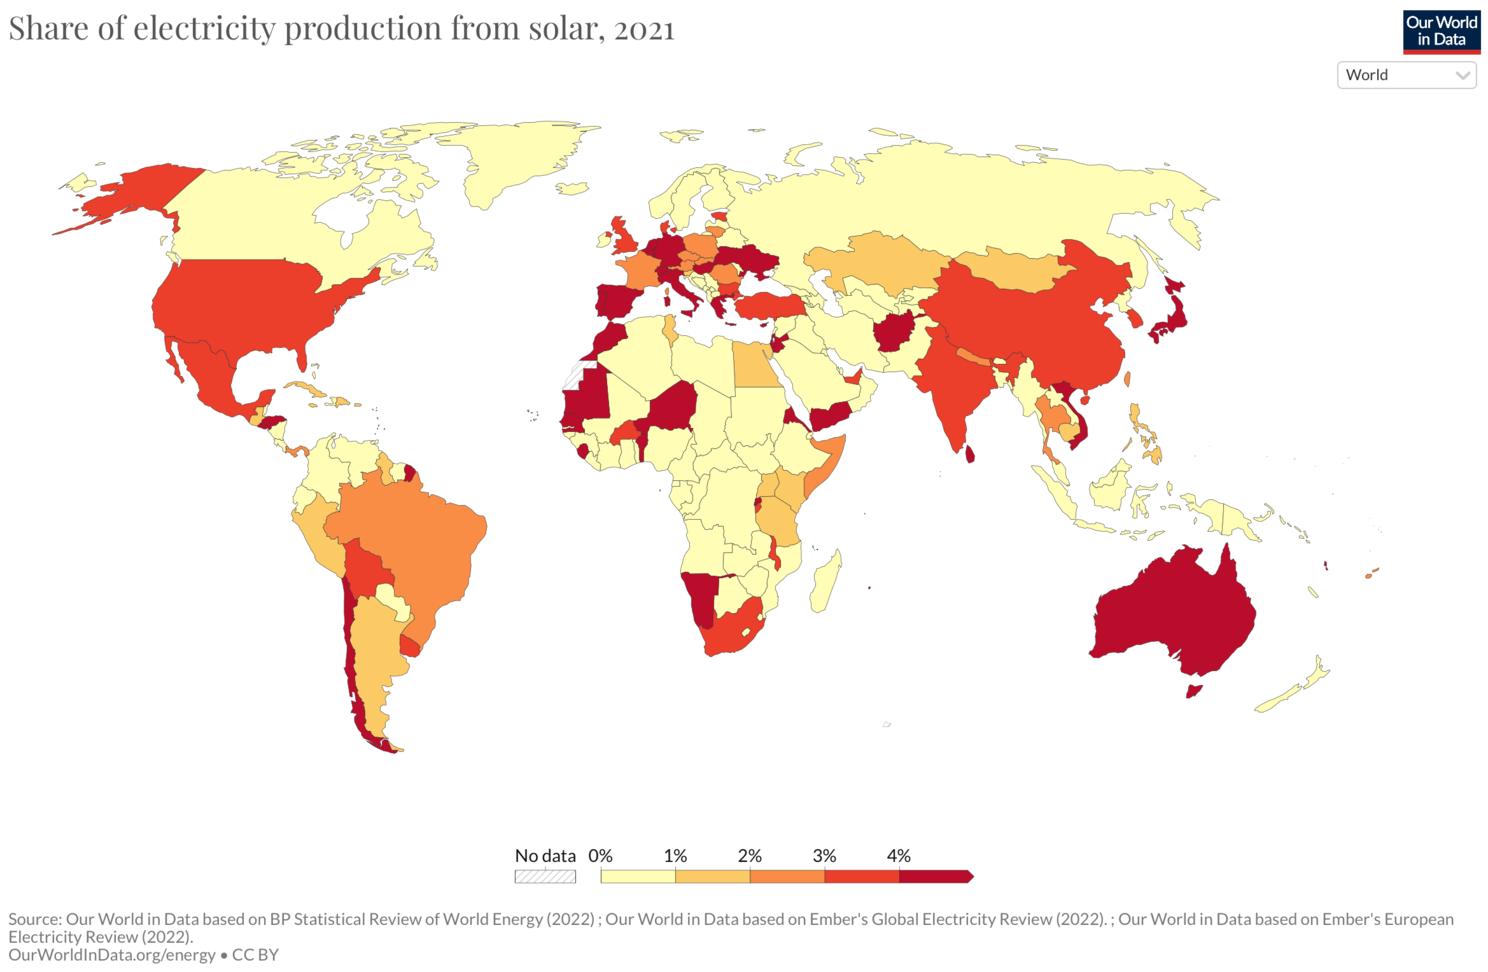 Share of electricity production from solar, 2021
Our World
in Data
World
No data 0% 1% 2% 3% 4%
Source: Our World in Data based on BP Statistical Review of World Energy (2022) ; Our World in Data based on Ember's Global Electricity Review (2022). ; Our World in Data based on Ember's European
Electricity Review (2022).
OurWorldInData.org/energy • CC BY